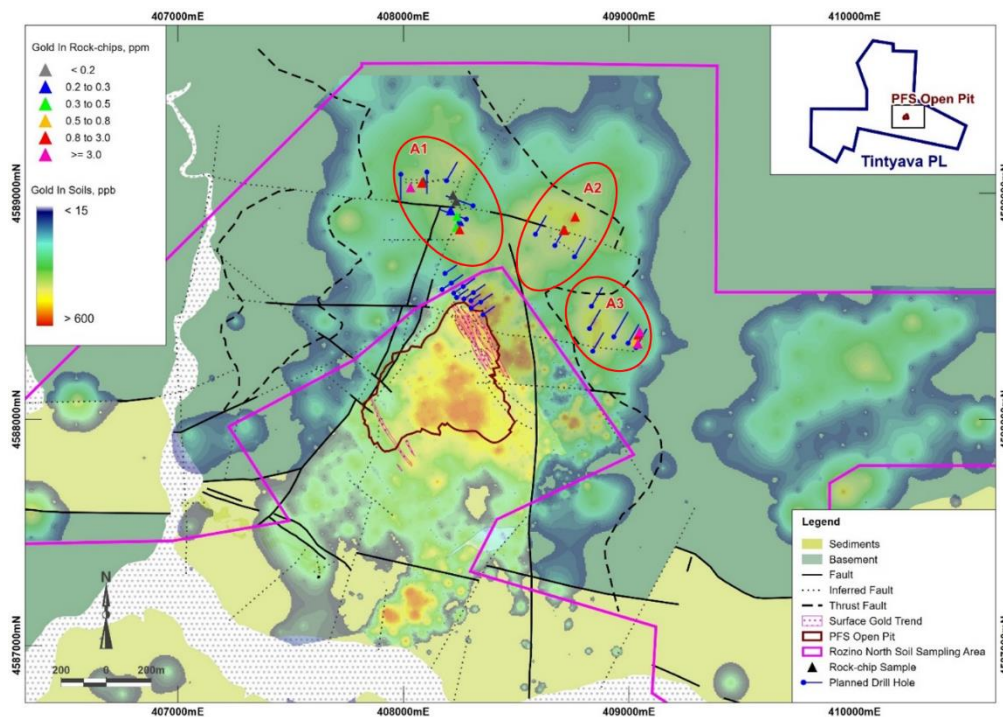 407000mE 408000mE 409000mE 410000mE
Gold In Rock-chips, ppm
< 0.2
0.2 to 0.3
0.3 to 0.5
0.5 to 0.8
0.8 to 3.0
>= 3.0
Gold In Soils, ppb
< 15
> 600
PFS Open Pit
Tintyava PL
A1
A2
A3
4589000mN
4589000mN
4588000mN
4588000mN
4587000mN
4587000mN
N
200 0 200m
Legend
Sediments
Basement
Fault
Inferred Fault
Thrust Fault
Surface Gold Trend
PFS Open Pit
Rozino North Soil Sampling Area
Rock-chip Sample
Planned Drill Hole
407000mE 408000mE 409000mE 410000mE